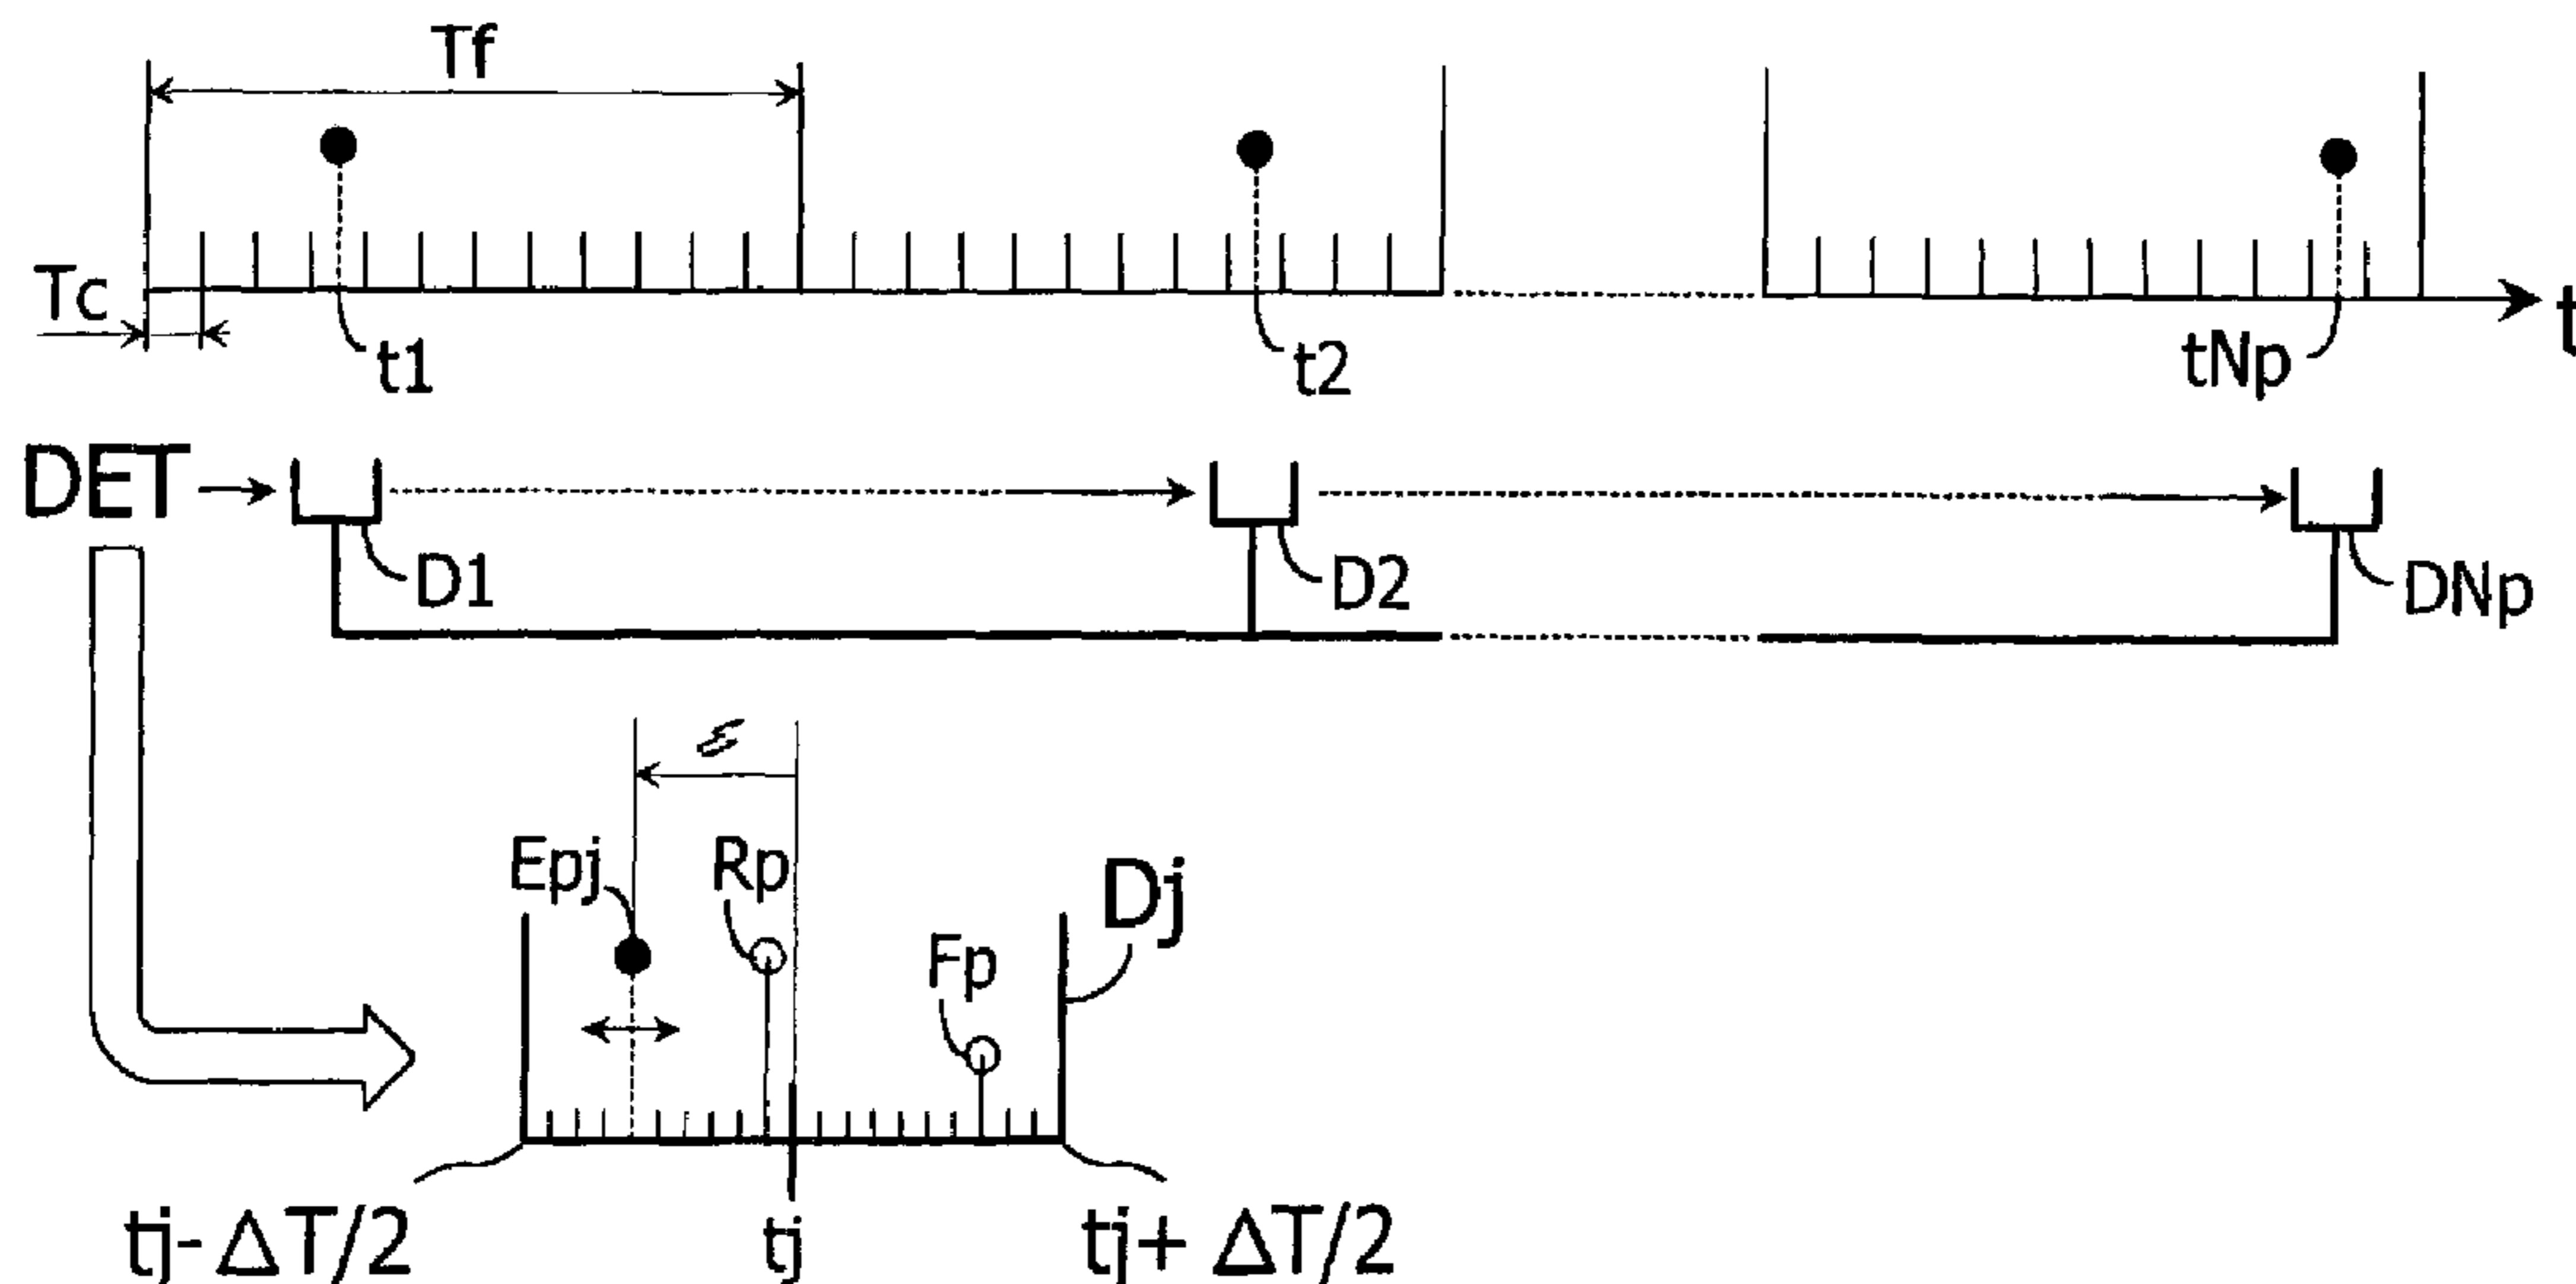 Tf
Tc
t1
t2
tNp
t
DET
D1
D2
DNp
ℰ
Epj
Rp
Fp
Dj
tj-ΔT/2
tj
tj+ ΔT/2